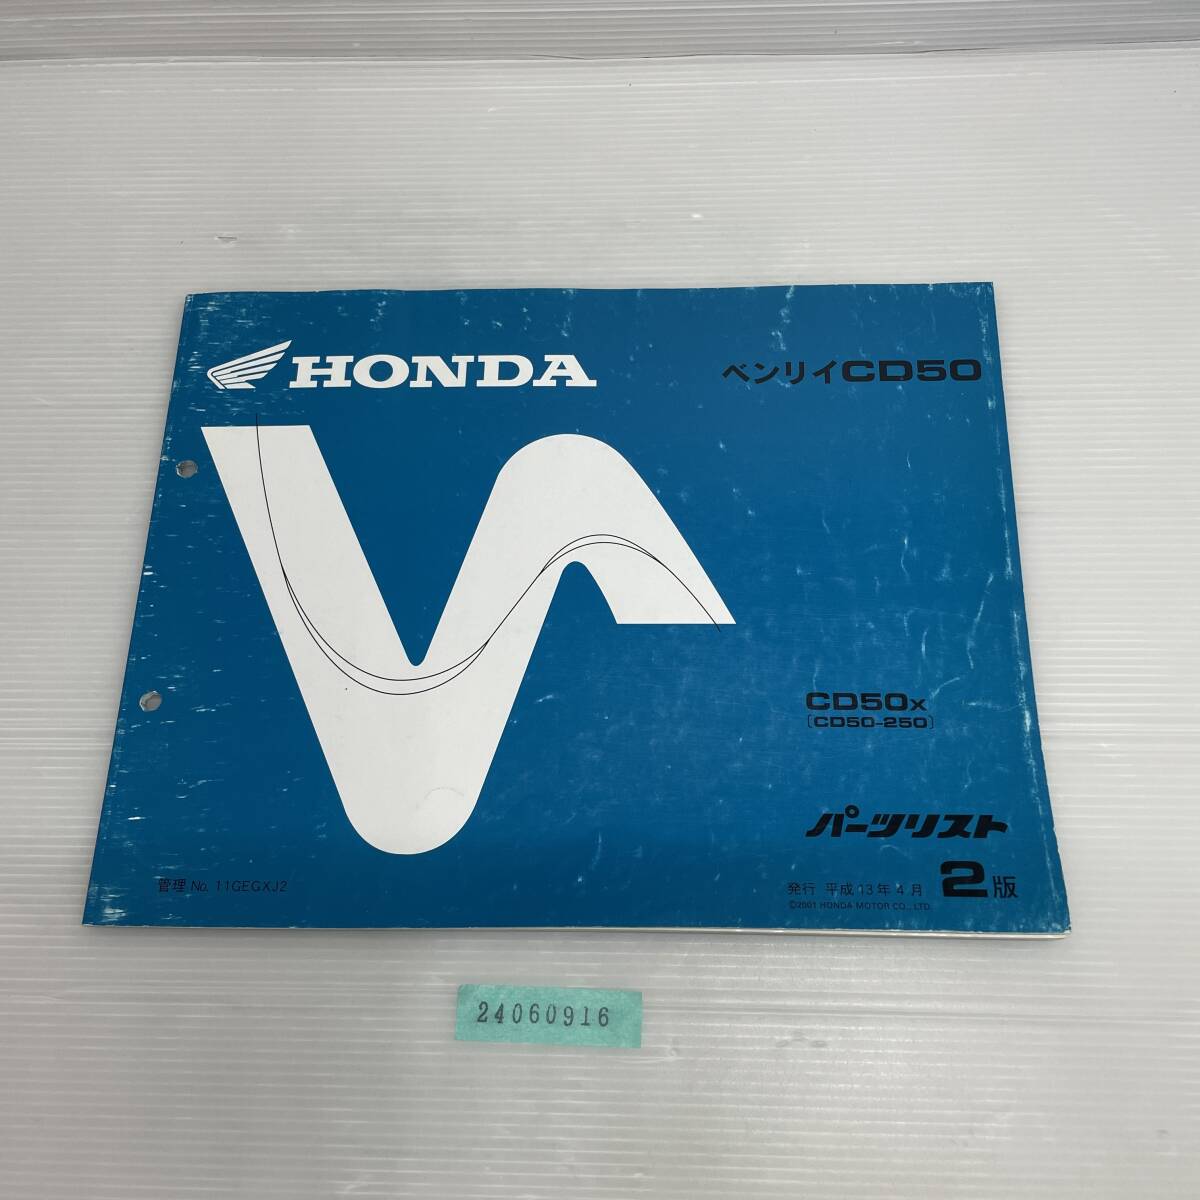 HONDA
ベンリイCD50
CD50X
〔CD50-250〕
パーツリスト
2版
管理 No. 11GEGXJ2
発行 平成13年4月
©2001 HONDA MOTOR CO., LTD.
24060916